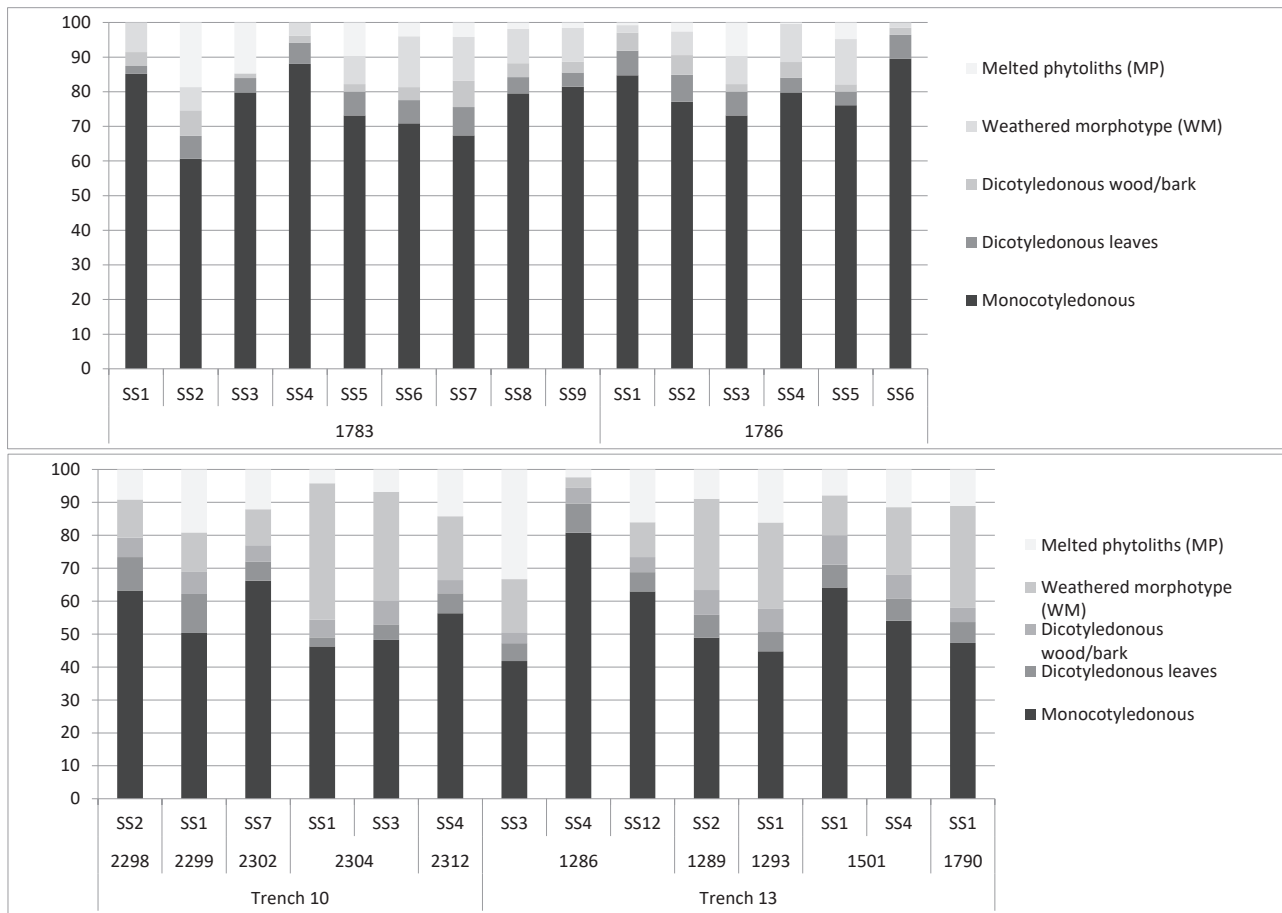 100
90
80
70
60
50
40
30
20
10
0
SS1 SS2 SS3 SS4 SS5 SS6 SS7 SS8 SS9 SS1 SS2 SS3 SS4 SS5 SS6
1783 1786
Melted phytoliths (MP)
Weathered morphotype (WM)
Dicotyledonous wood/bark
Dicotyledonous leaves
Monocotyledonous
100
90
80
70
60
50
40
30
20
10
0
SS2 SS1 SS7 SS1 SS3 SS4 SS3 SS4 SS12 SS2 SS1 SS1 SS4 SS1
2298 2299 2302 2304 2312 1286 1289 1293 1501 1790
Trench 10 Trench 13
Melted phytoliths (MP)
Weathered morphotype
(WM)
Dicotyledonous
wood/bark
Dicotyledonous leaves
Monocotyledonous